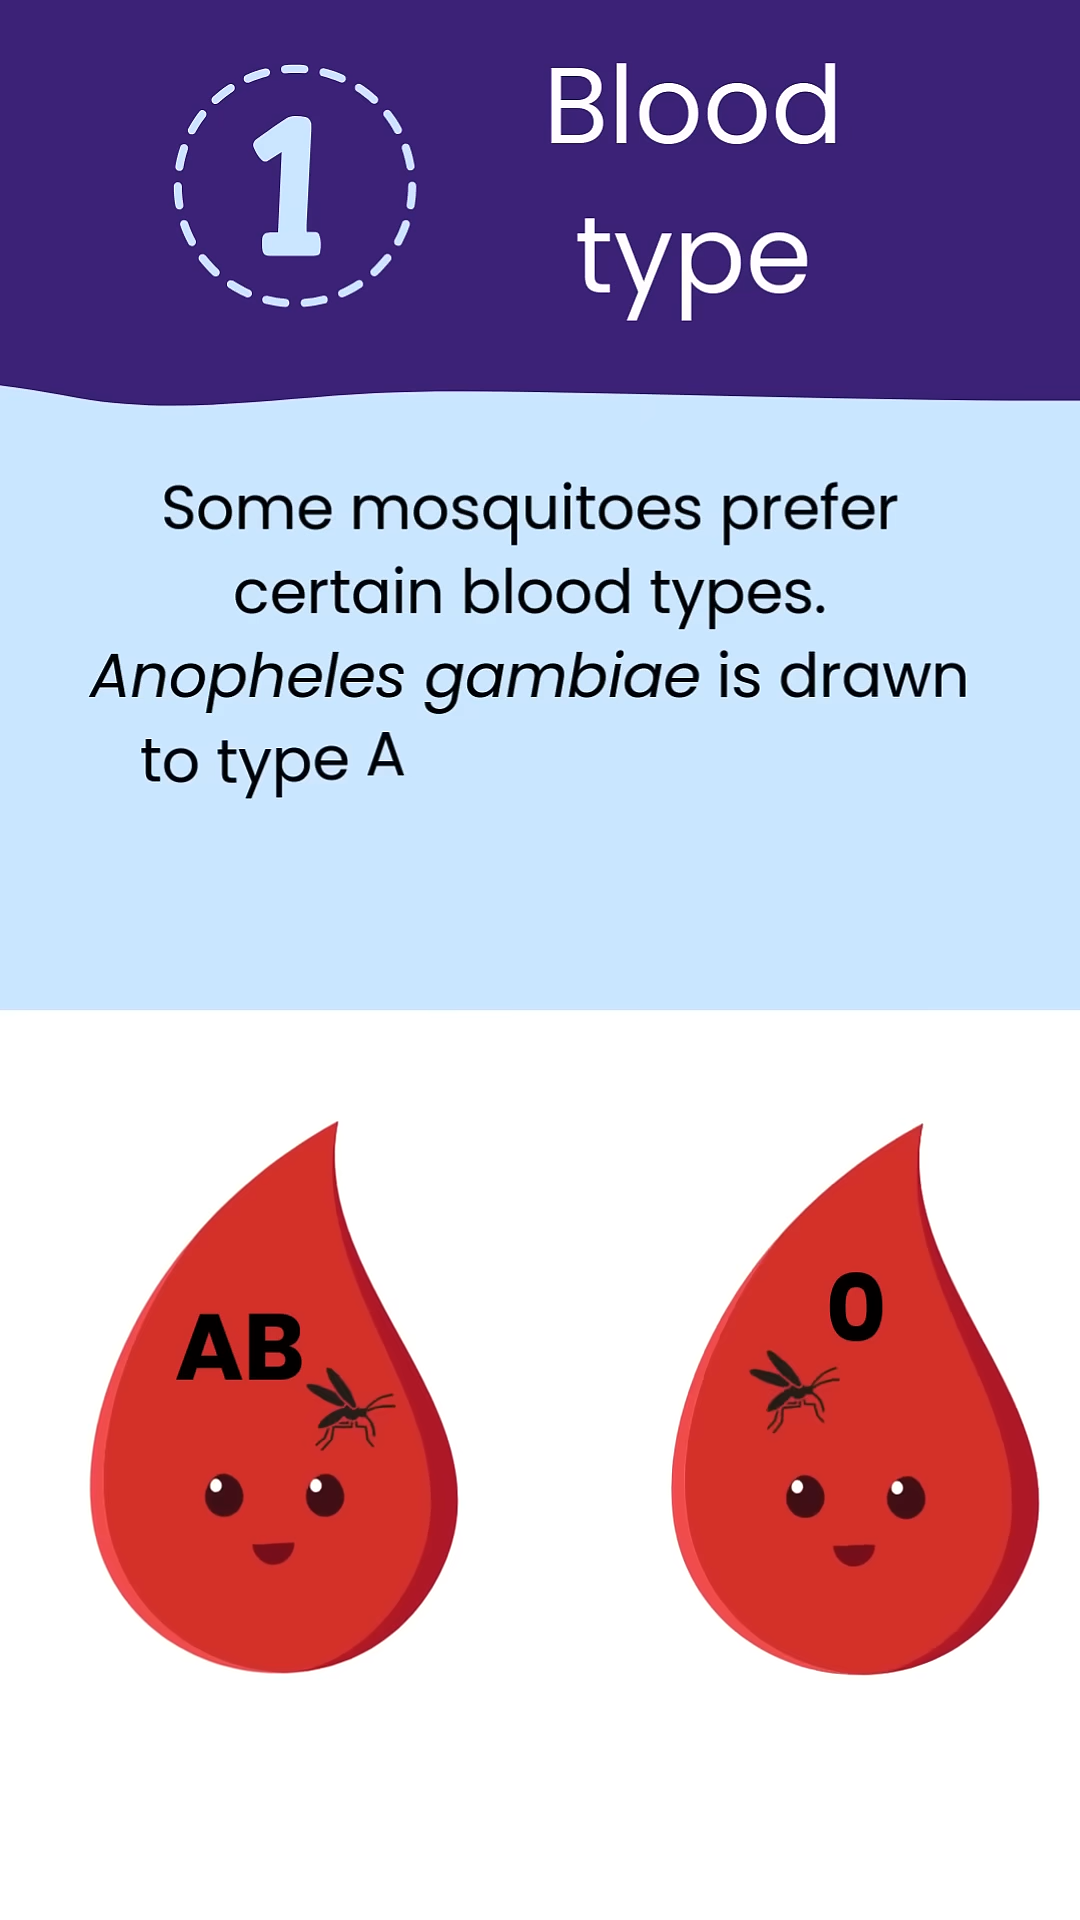 1
Blood
type
Some mosquitoes prefer
certain blood types.
Anopheles gambiae is drawn
to type A
AB
0